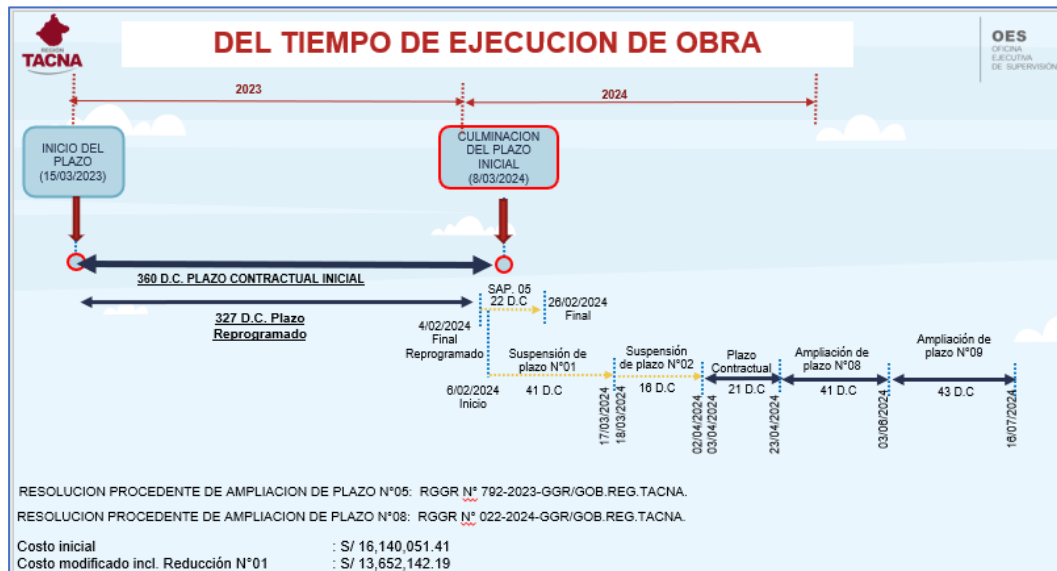 REGIÓN
TACNA
DEL TIEMPO DE EJECUCION DE OBRA
OES
OFICINA
EJECUTIVA
DE SUPERVISIÓN
2023
2024
INICIO DEL
PLAZO
(15/03/2023)
CULMINACION
DEL PLAZO
INICIAL
(8/03/2024)
360 D.C. PLAZO CONTRACTUAL INICIAL
327 D.C. Plazo
Reprogramado
SAP. 05
22 D.C
26/02/2024
Final
4/02/2024
Final
Reprogramado
6/02/2024
Inicio
Suspensión de
plazo N°01
41 D.C
17/03/2024
18/03/2024
Suspensión
de plazo N°02
16 D.C
02/04/2024
03/04/2024
Plazo
Contractual
21 D.C
23/04/2024
Ampliación de
plazo N°08
41 D.C
03/06/2024
Ampliación de
plazo N°09
43 D.C
16/07/2024
RESOLUCION PROCEDENTE DE AMPLIACION DE PLAZO N°05: RGGR N° 792-2023-GGR/GOB.REG.TACNA.
RESOLUCION PROCEDENTE DE AMPLIACION DE PLAZO N°08: RGGR N° 022-2024-GGR/GOB.REG.TACNA.
Costo inicial : S/ 16,140,051.41
Costo modificado incl. Reducción N°01 : S/ 13,652,142.19